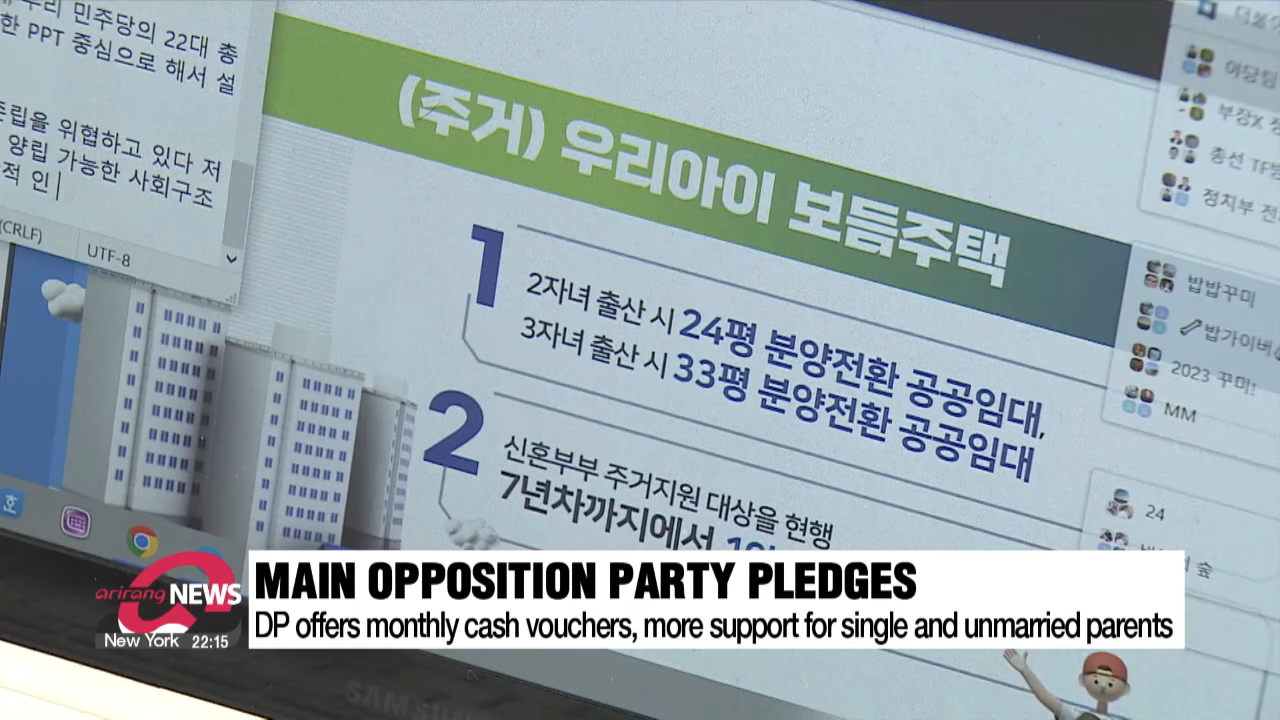 우리 민주당의 22대 총
한 PPT 중심으로 해서 설
존립을 위협하고 있다 저
양립 가능한 사회구조
적 인
(CRLF)
UTF-8
(주거) 우리아이 보듬주택
1
2자녀 출산 시 24평 분양전환 공공임대,
3자녀 출산 시 33평 분양전환 공공임대
2
신혼부부 주거지원 대상을 현행
7년차까지에서
야당팀
부장X
총선 TF
정치부 전
밥밥꾸미
밥가이버
2023 꾸미!
MM
24
숲
호
arirang NEWS
New York 22:15
MAIN OPPOSITION PARTY PLEDGES
DP offers monthly cash vouchers, more support for single and unmarried parents
SAMSUNG